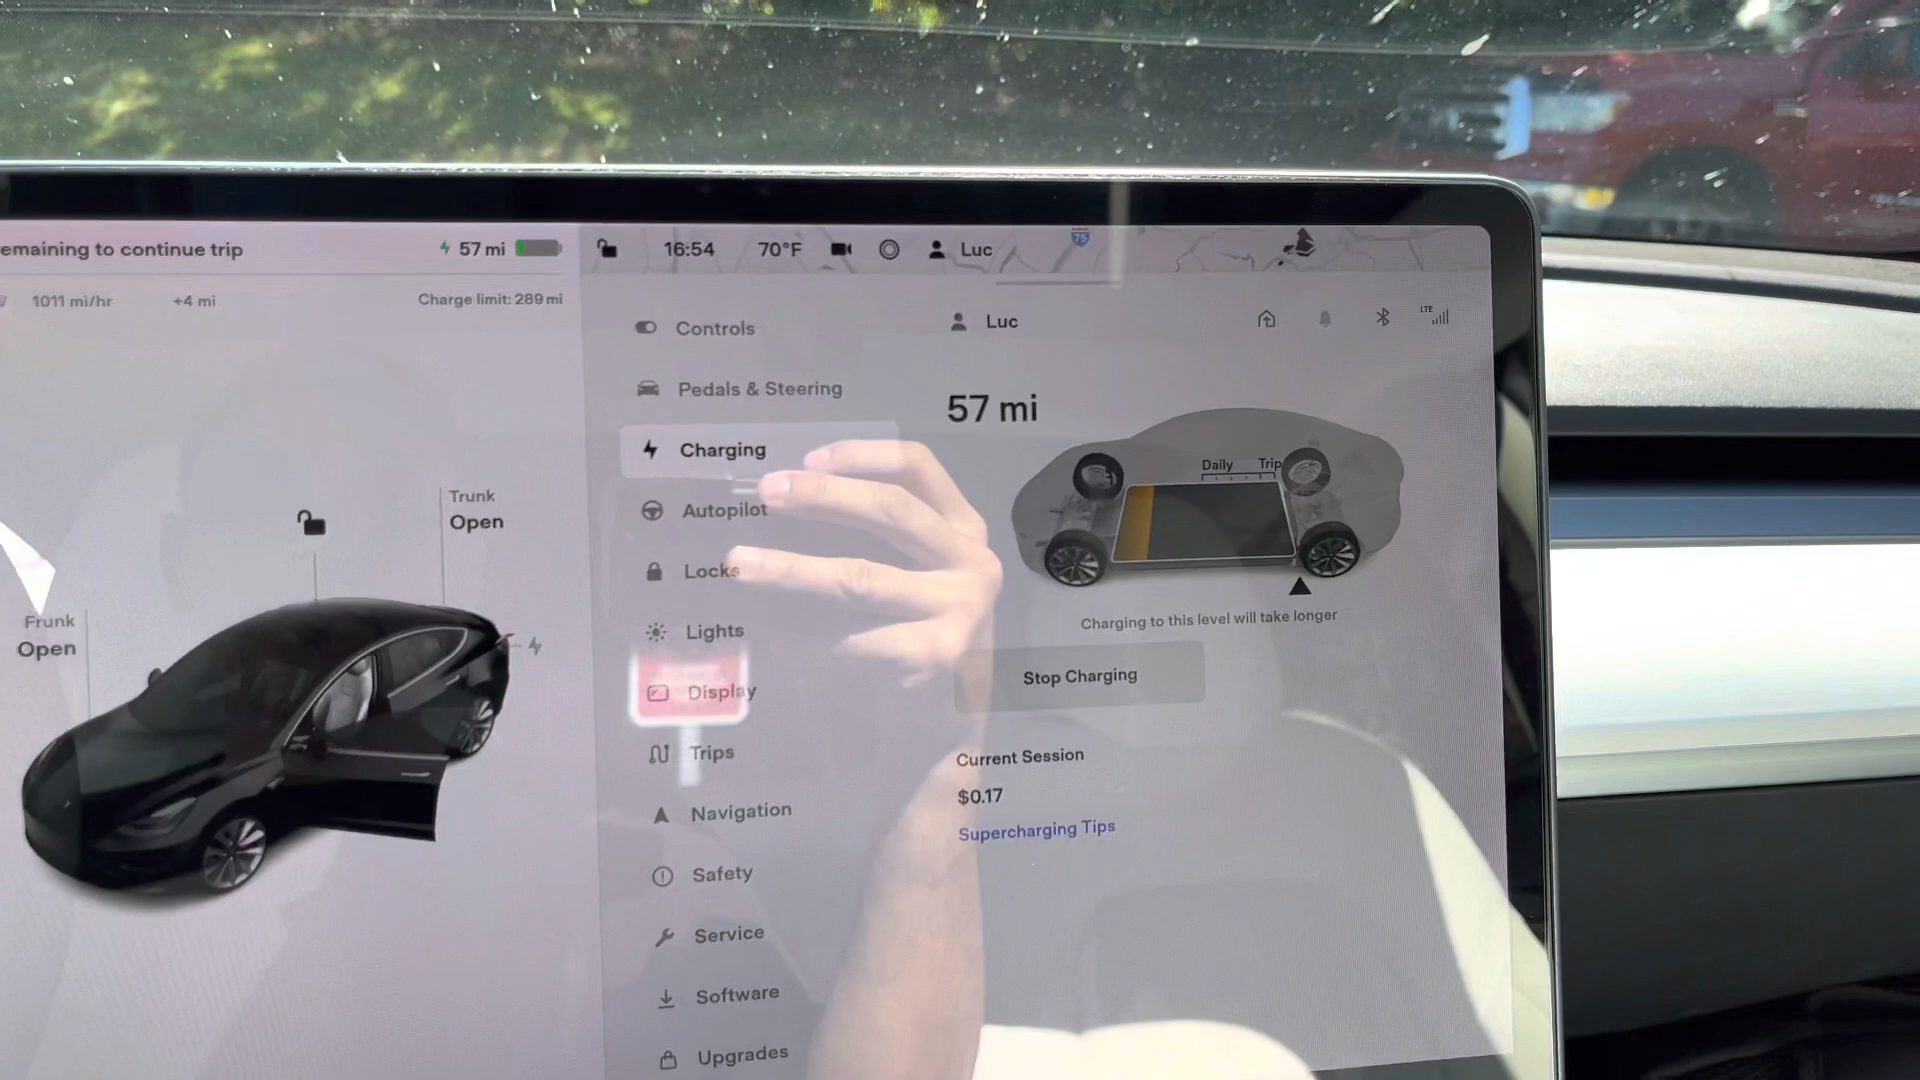 emaining to continue trip
57 mi
1011 mi/hr
+4 mi
Charge limit: 289 mi
Trunk
Open
Frunk
Open
16:54
70°F
Luc
75
Controls
Pedals & Steering
Charging
Autopilot
Locks
Lights
Display
Trips
Navigation
Safety
Service
Software
Upgrades
Luc
LTE
57 mi
Daily
Trip
Charging to this level will take longer
Stop Charging
Current Session
$0.17
Supercharging Tips